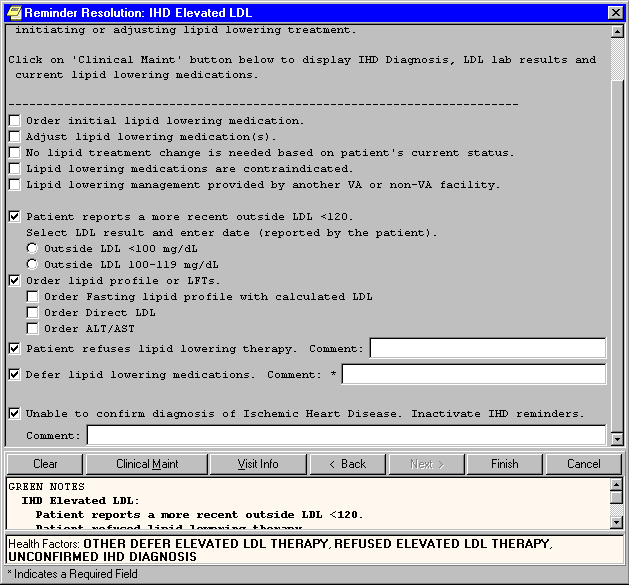 Reminder Resolution: IHD Elevated LDL
initiating or adjusting lipid lowering treatment.
Click on 'Clinical Maint' button below to display IHD Diagnosis, LDL lab results and
current lipid lowering medications.
--------------------------------------------------------------------------
Order initial lipid lowering medication.
Adjust lipid lowering medication(s).
No lipid treatment change is needed based on patient's current status.
Lipid lowering medications are contraindicated.
Lipid lowering management provided by another VA or non-VA facility.
Patient reports a more recent outside LDL <120.
Select LDL result and enter date (reported by the patient).
Outside LDL <100 mg/dL
Outside LDL 100-119 mg/dL
Order lipid profile or LFTs.
Order Fasting lipid profile with calculated LDL
Order Direct LDL
Order ALT/AST
Patient refuses lipid lowering therapy. Comment:
Defer lipid lowering medications. Comment: *
Unable to confirm diagnosis of Ischemic Heart Disease. Inactivate IHD reminders.
Comment:
Clear Clinical Maint Visit Info < Back Next > Finish Cancel
GREEN NOTES
IHD Elevated LDL:
Patient reports a more recent outside LDL <120.
Patient refused lipid lowering therapy
Health Factors: OTHER DEFER ELEVATED LDL THERAPY, REFUSED ELEVATED LDL THERAPY,
UNCONFIRMED IHD DIAGNOSIS
* Indicates a Required Field